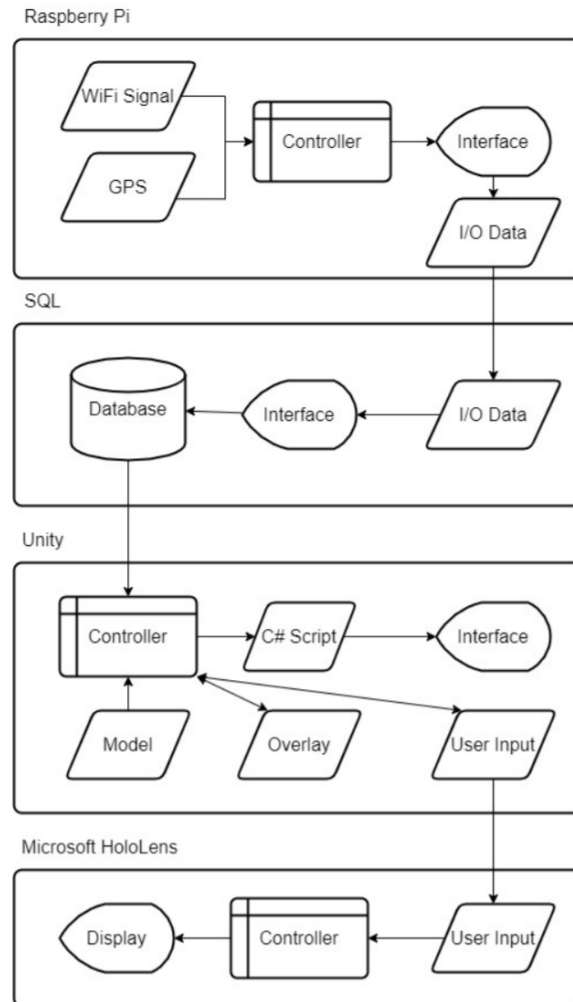 Raspberry Pi
WiFi Signal
Controller
Interface
GPS
I/O Data
SQL
Database
Interface
I/O Data
Unity
Controller
C# Script
Interface
Model
Overlay
User Input
Microsoft HoloLens
Display
Controller
User Input